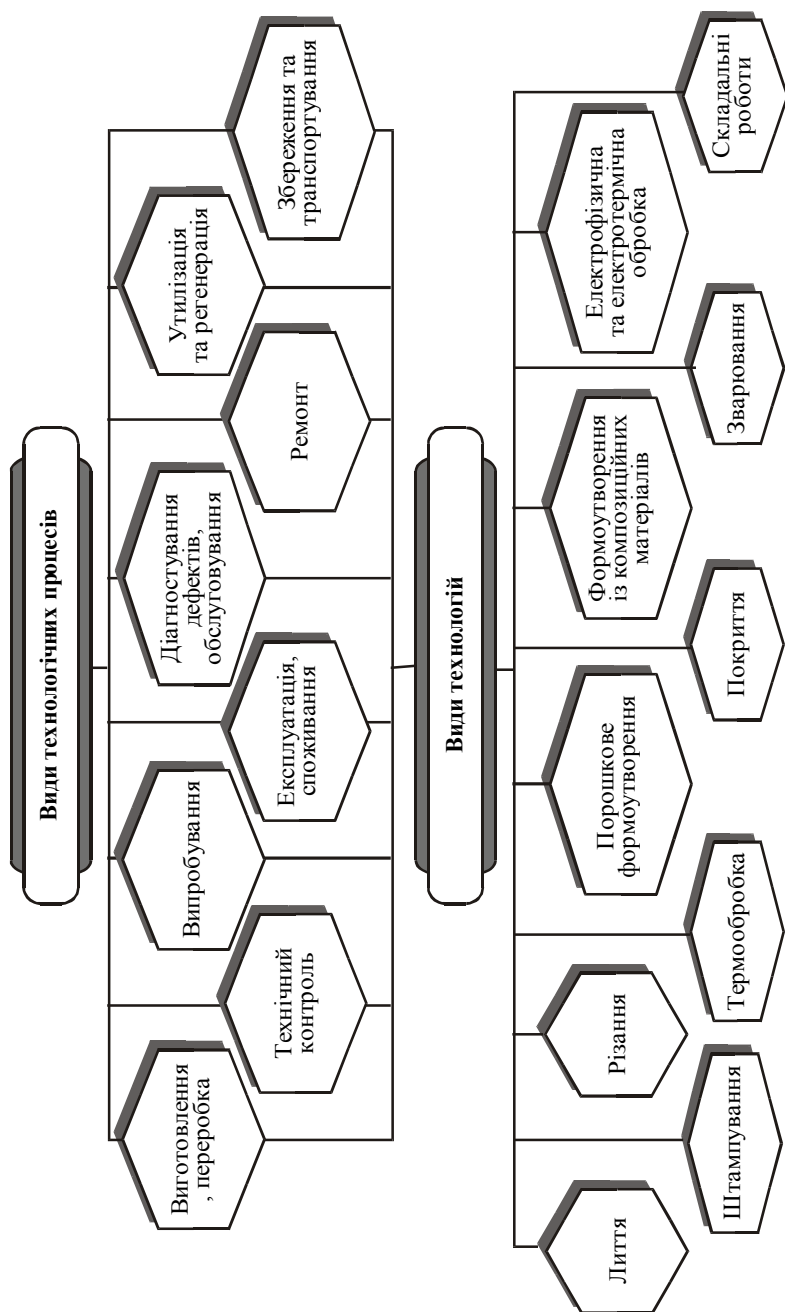 Види технологічних процесів
Виготовлення
, переробка
Технічний
контроль
Випробування
Експлуатація,
споживання
Діагностування
дефектів,
обслуговування
Ремонт
Утилізація
та регенерація
Збереження та
транспортування
Види технологій
Лиття
Штампування
Різання
Термообробка
Порошкове
формоутворення
Покриття
Формоутворення
із композиційних
матеріалів
Зварювання
Електрофізична
та електротермічна
обробка
Складальні
роботи